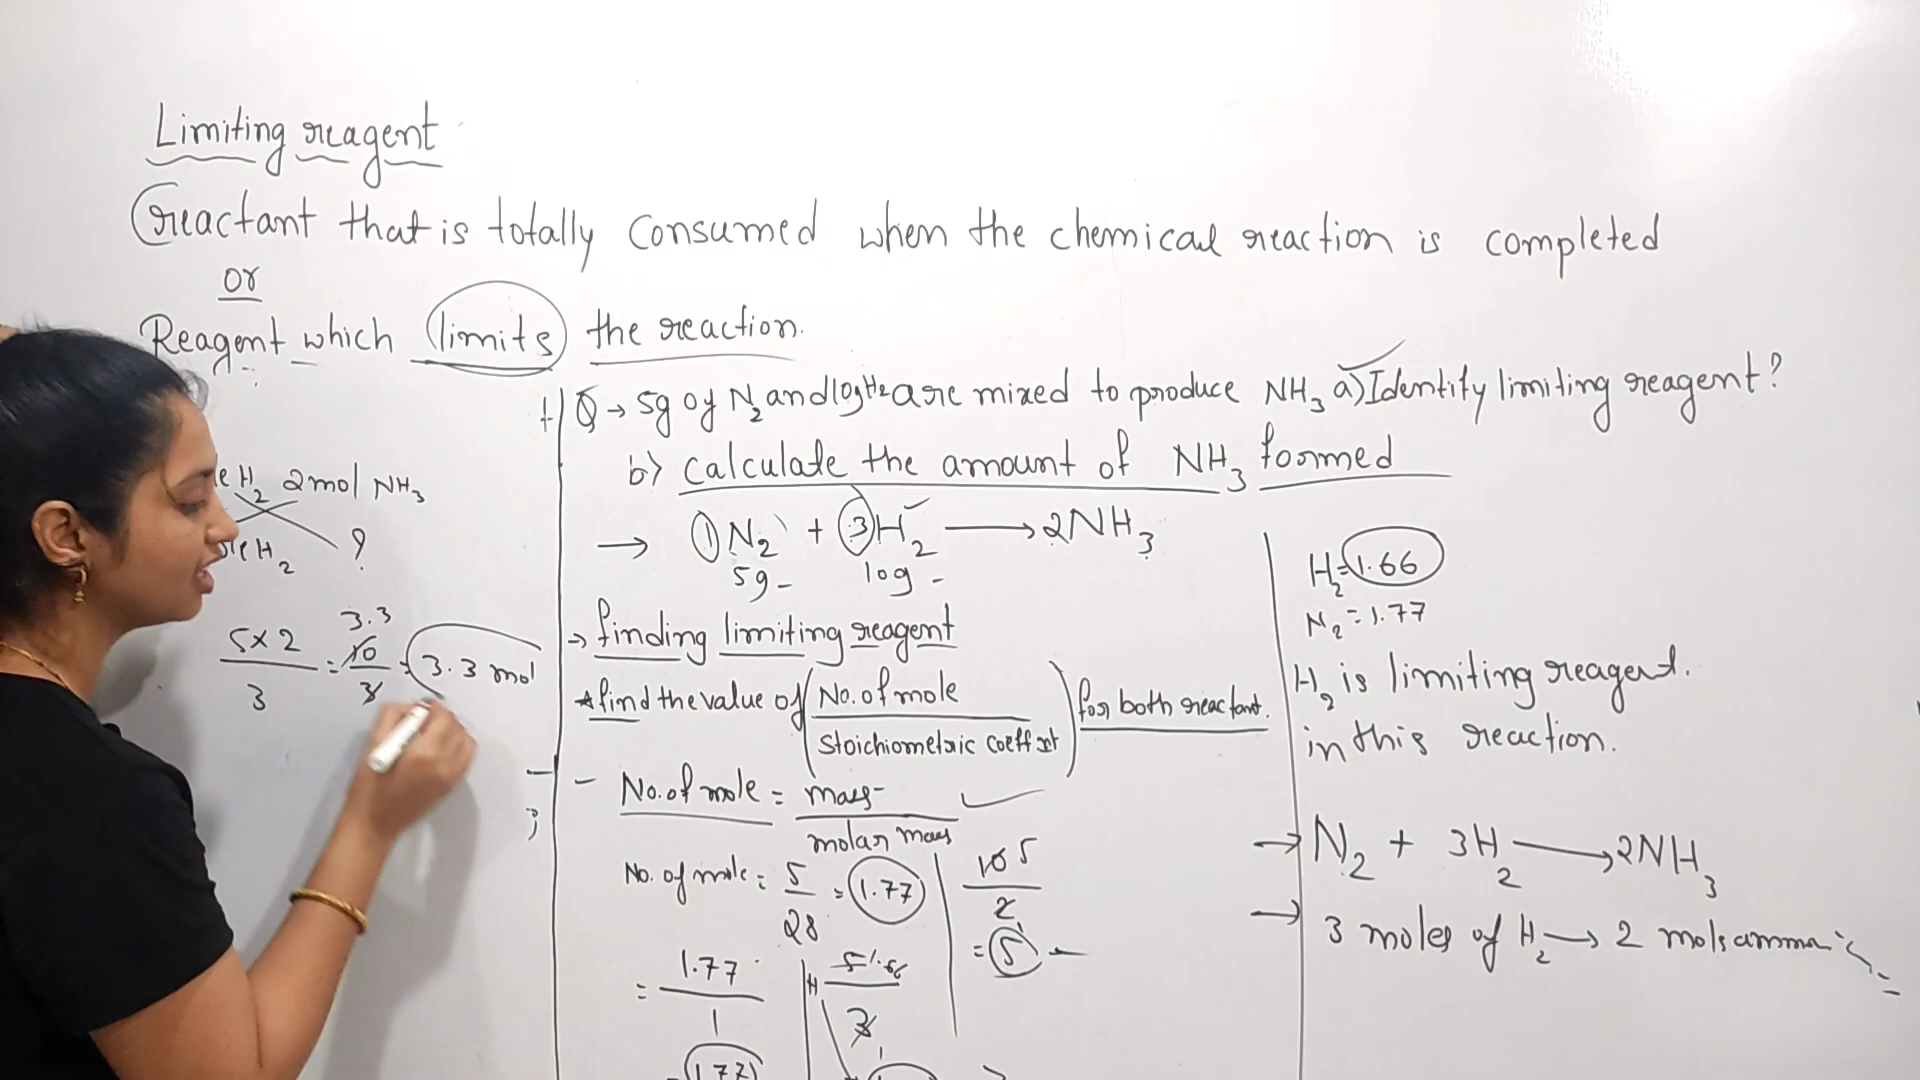 Limiting reagent
reactant that is totally consumed when the chemical reaction is completed
or
Reagent which limits the reaction.
Q → 5g of N2 and 10g H2 are mixed to produce NH3 a) Identify limiting reagent?
b) Calculate the amount of NH3 formed
→ 1 N2 + 3H2 → 2NH3
5g - 10g -
→ finding limiting reagent
* find the value of (No. of mole / Stoichiometric coeff) for both reactant.
- No. of mole = mass / molar mass
No. of mole = 5/28 = 1.77
10 5 / 2
= 5
= 1.77 / 1
H 5 1.66 / 3
1.77
H2 2mol NH3
H2 ?
5×2 / 3 = 10 / 3 = 3.3 mol
3.3
H2 = 1.66
N2 = 1.77
H2 is limiting reagent.
in this reaction.
→ N2 + 3H2 → 2NH3
→ 3 moles of H2 → 2 mols